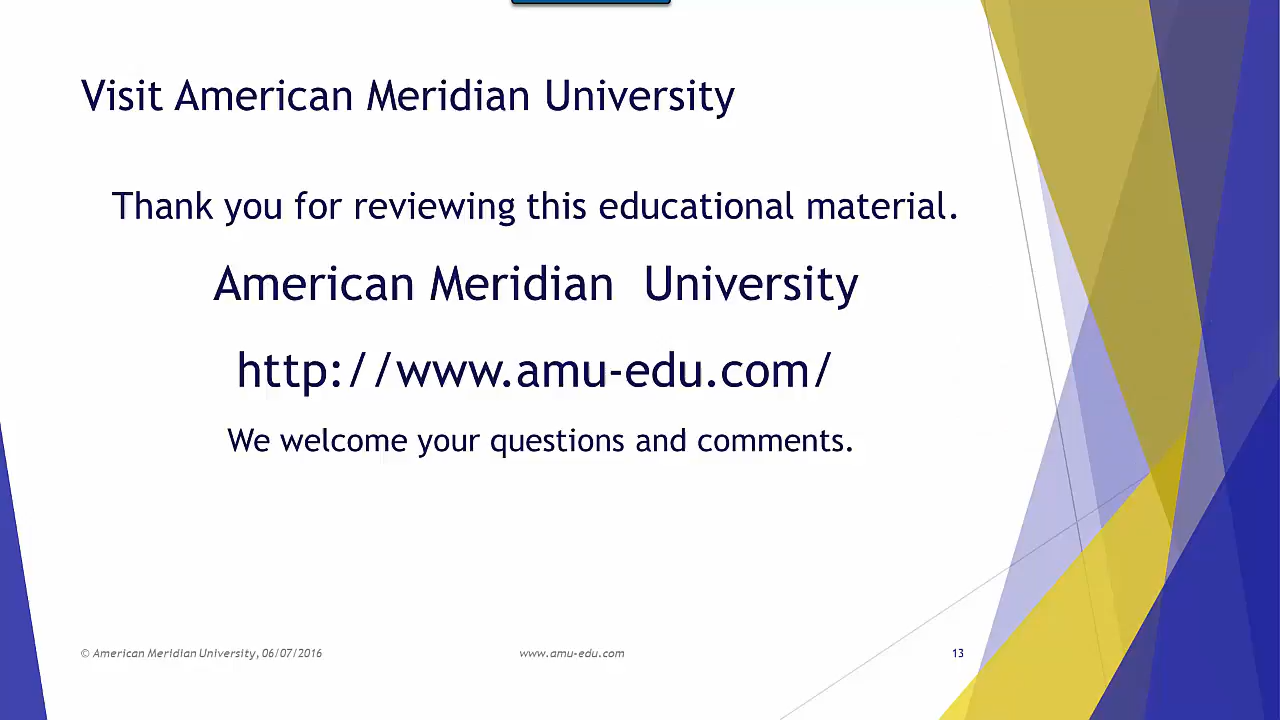 Visit American Meridian University
Thank you for reviewing this educational material.
American Meridian  University
http://www.amu-edu.com/
We welcome your questions and comments.
© American Meridian University, 06/07/2016
www.amu-edu.com
13